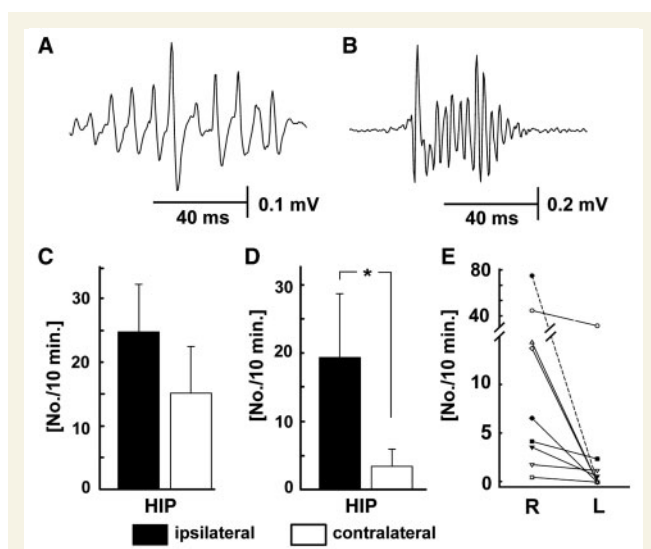 A
B
40 ms
0.1 mV
40 ms
0.2 mV
C
D
E
[No./10 min.]
30
20
10
0
HIP
[No./10 min.]
30
20
10
0
*
HIP
[No./10 min.]
80
40
10
5
0
R L
ipsilateral contralateral